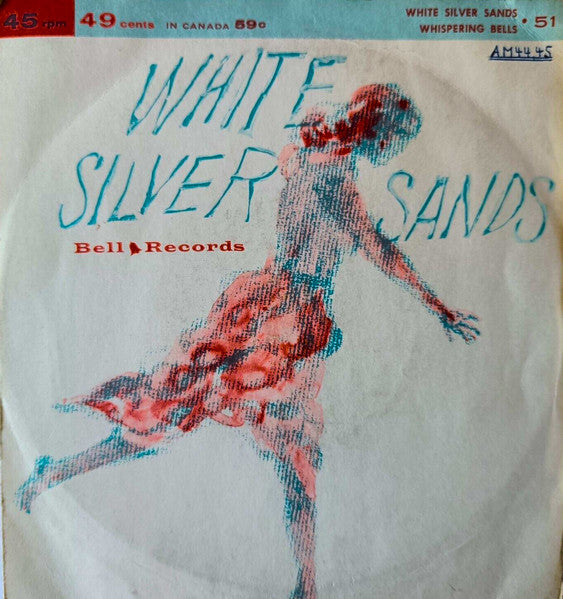 45 rpm 49 cents IN CANADA 59c
WHITE SILVER SANDS • 51
WHISPERING BELLS
AM4445
WHITE
SILVER
SANDS
Bell Records